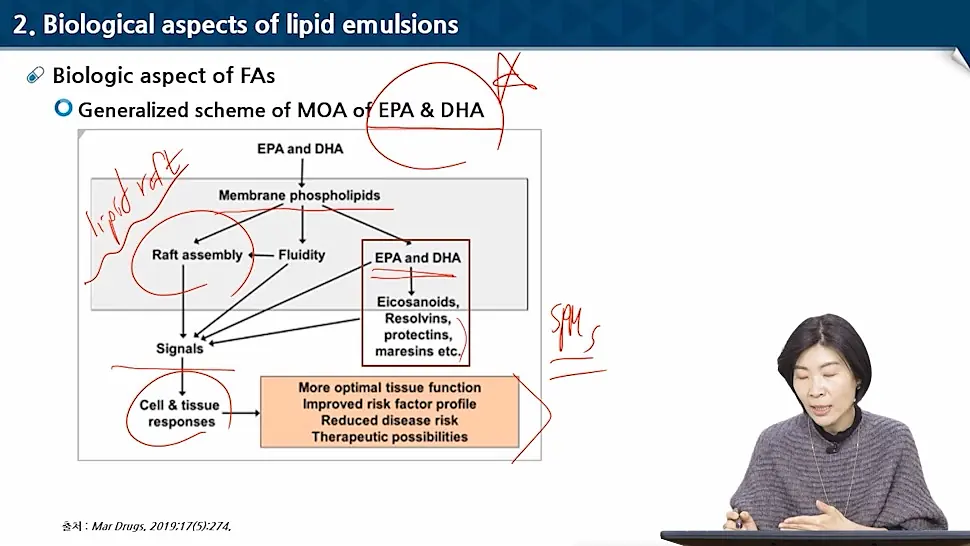 2. Biological aspects of lipid emulsions
Biologic aspect of FAs
Generalized scheme of MOA of EPA & DHA
EPA and DHA
Membrane phospholipids
lipid raft
Raft assembly
Fluidity
EPA and DHA
Eicosanoids,
Resolvins,
protectins,
maresins etc.
SPMs
Signals
Cell & tissue
responses
More optimal tissue function
Improved risk factor profile
Reduced disease risk
Therapeutic possibilities
출처 : Mar Drugs, 2019;17(5):274.